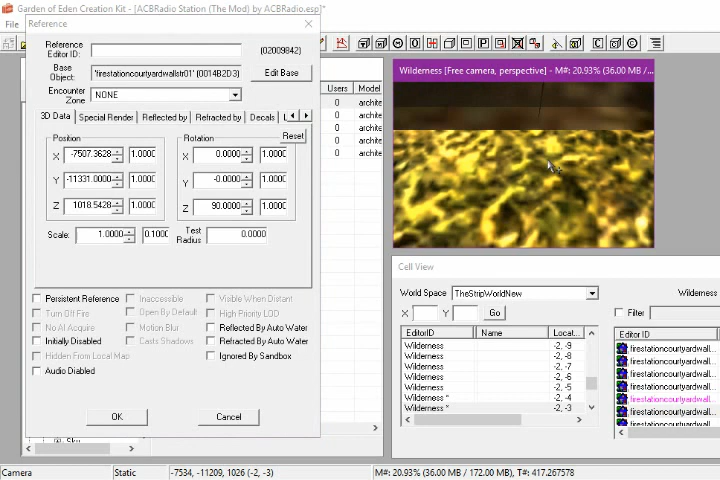 Garden of Eden Creation Kit - [ACBRadio Station (The Mod) by ACBRadio.esp]*
File
Reference
Reference Editor ID: (02009842)
Base Object: 'firestationcourtyardwallstr01' (0014B2D3) Edit Base
Encounter Zone NONE
3D Data Special Render Reflected by Refracted by Decals
Reset
Position Rotation
X -7507.3628 1.0000 X 0.0000 1.0000
Y -11331.0000 1.0000 Y -0.0000 1.0000
Z 1018.5428 1.0000 Z 90.0000 1.0000
Scale: 1.0000 0.1000 Test Radius 0.0000
Persistent Reference Inaccessible Visible When Distant
Turn Off Fire Open By Default High Priority LOD
No AI Acquire Motion Blur Reflected By Auto Water
Initially Disabled Casts Shadows Refracted By Auto Water
Hidden From Local Map Ignored By Sandbox
Audio Diabled
OK Cancel
Users Model
0 archite
0 archite
0 archite
0 archite
0 archite
Wilderness [Free camera, perspective] - M#: 20.93% (36.00 MB /...
Cell View
World Space TheStripWorldNew Wilderness
X Y Go Filter
EditorID Name Locat... Editor ID
Wilderness -2, -9 firestationcourtyardwall...
Wilderness -2, -8 firestationcourtyardwall...
Wilderness -2, -7 firestationcourtyardwall...
Wilderness -2, -6 firestationcourtyardwall...
Wilderness -2, -5 firestationcourtyardwall...
Wilderness * -2, -4 firestationcourtyardwall...
Wilderness * -2, -3 firestationcourtyardwall...
Camera Static -7534, -11209, 1026 (-2, -3) M#: 20.93% (36.00 MB / 172.00 MB), T#: 417.267578